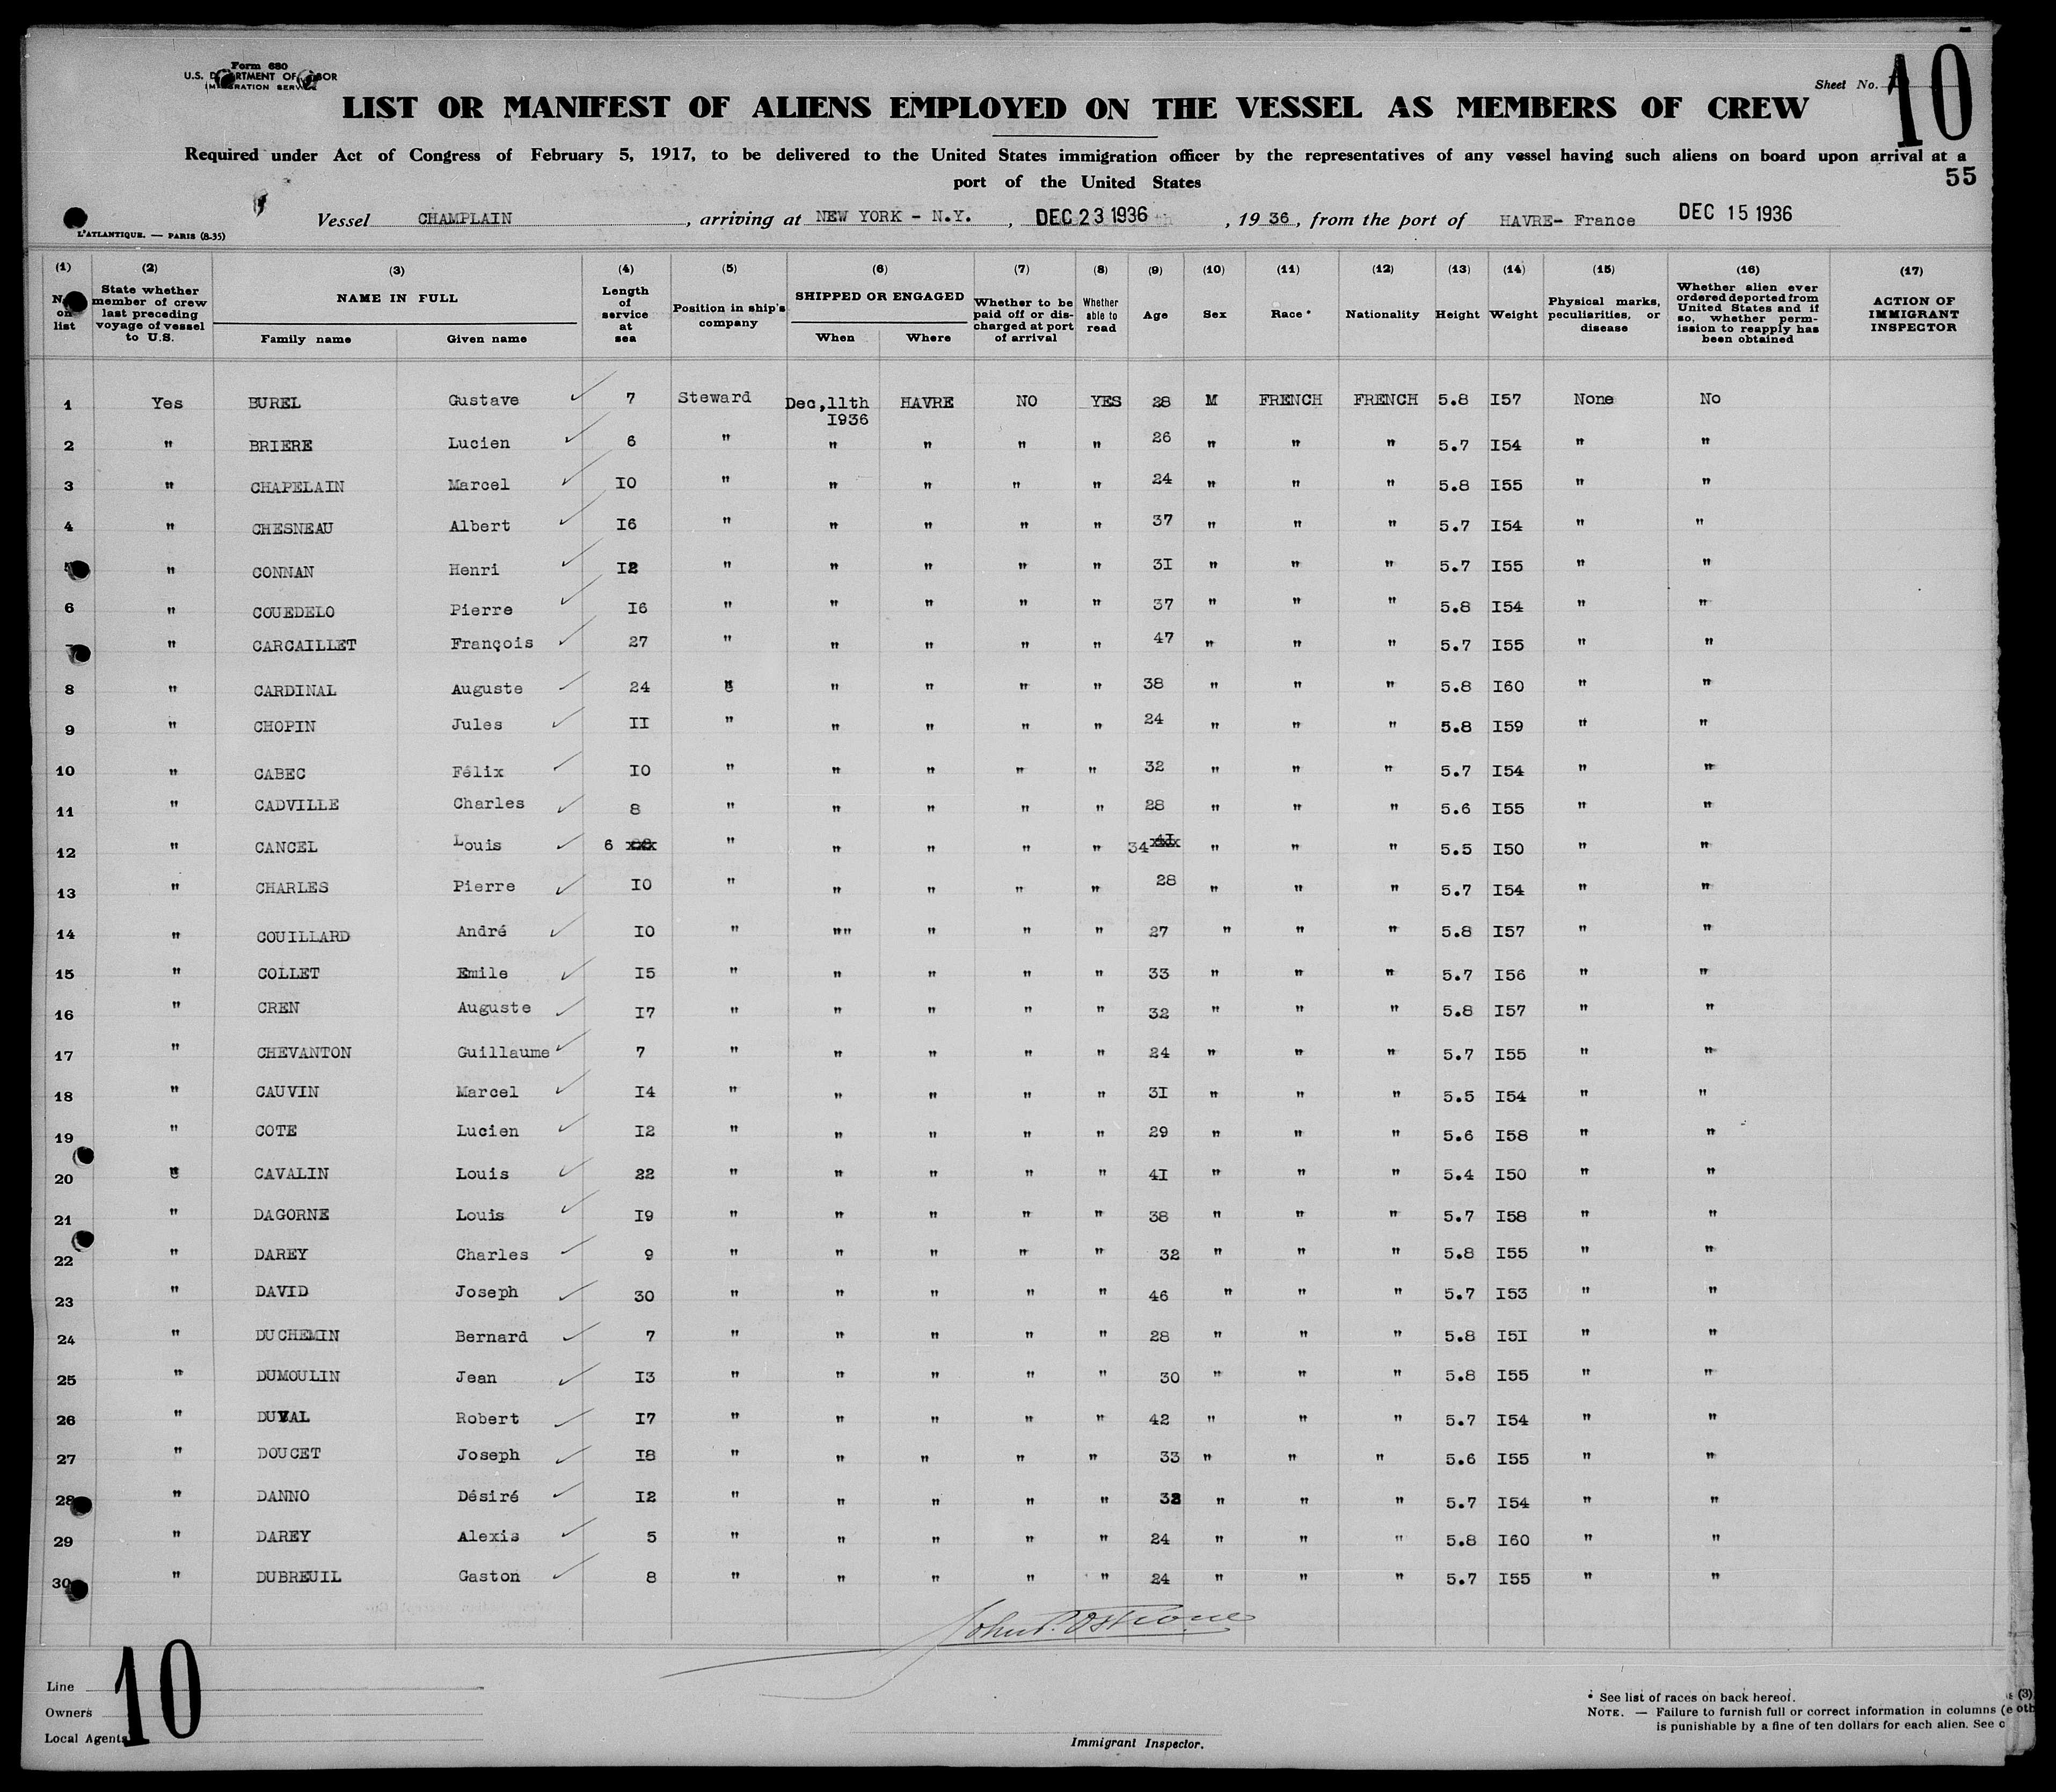 Form 680
U.S. DEPARTMENT OF LABOR
IMMIGRATION SERVICE
Sheet No.
10
LIST OR MANIFEST OF ALIENS EMPLOYED ON THE VESSEL AS MEMBERS OF CREW
Required under Act of Congress of February 5, 1917, to be delivered to the United States immigration officer by the representatives of any vessel having such aliens on board upon arrival at a
port of the United States
55
Vessel CHAMPLAIN, arriving at NEW YORK - N.Y., DEC 23 1936, 1936, from the port of HAVRE- France DEC 15 1936
L'ATLANTIQUE. — PARIS (8-35)
(1) (2) (3) (4) (5) (6) (7) (8) (9) (10) (11) (12) (13) (14) (15) (16) (17)
No. on list
State whether member of crew last preceding voyage of vessel to U.S.
NAME IN FULL
Family name Given name
Length of service at sea
Position in ship's company
SHIPPED OR ENGAGED
When Where
Whether to be paid off or discharged at port of arrival
Whether able to read
Age
Sex
Race *
Nationality
Height
Weight
Physical marks, peculiarities, or disease
Whether alien ever ordered deported from United States and if so, whether permission to reapply has been obtained
ACTION OF IMMIGRANT INSPECTOR
1 Yes BUREL Gustave 7 Steward Dec,11th 1936 HAVRE NO YES 28 M FRENCH FRENCH 5.8 I57 None No
2 " BRIERE Lucien 6 " " " " " 26 " " " 5.7 I54 " "
3 " CHAPELAIN Marcel I0 " " " " " 24 " " " 5.8 I55 " "
4 " CHESNEAU Albert I6 " " " " " 37 " " " 5.7 I54 " "
5 " CONNAN Henri I2 " " " " " 3I " " " 5.7 I55 " "
6 " COUEDELO Pierre I6 " " " " " 37 " " " 5.8 I54 " "
7 " CARCAILLET François 27 " " " " " 47 " " " 5.7 I55 " "
8 " CARDINAL Auguste 24 " " " " " 38 " " " 5.8 I60 " "
9 " CHOPIN Jules II " " " " " 24 " " " 5.8 I59 " "
10 " CABEC Félix I0 " " " " " 32 " " " 5.7 I54 " "
11 " CADVILLE Charles 8 " " " " " 28 " " " 5.6 I55 " "
12 " CANCEL Louis 6 xxx " " " " " 34 4I xxx " " " 5.5 I50 " "
13 " CHARLES Pierre I0 " " " " " 28 " " " 5.7 I54 " "
14 " COUILLARD André I0 " "" " " " 27 " " " 5.8 I57 " "
15 " COLLET Emile I5 " " " " " 33 " " " 5.7 I56 " "
16 " CREN Auguste I7 " " " " " 32 " " " 5.8 I57 " "
17 " CHEVANTON Guillaume 7 " " " " " 24 " " " 5.7 I55 " "
18 " CAUVIN Marcel I4 " " " " " 3I " " " 5.5 I54 " "
19 " COTE Lucien I2 " " " " " 29 " " " 5.6 I58 " "
20 " CAVALIN Louis 22 " " " " " 4I " " " 5.4 I50 " "
21 " DAGORNE Louis I9 " " " " " 38 " " " 5.7 I58 " "
22 " DAREY Charles 9 " " " " " 32 " " " 5.8 I55 " "
23 " DAVID Joseph 30 " " " " " 46 " " " 5.7 I53 " "
24 " DUCHEMIN Bernard 7 " " " " " 28 " " " 5.8 I5I " "
25 " DUMOULIN Jean I3 " " " " " 30 " " " 5.8 I55 " "
26 " DUVAL Robert I7 " " " " " 42 " " " 5.7 I54 " "
27 " DOUCET Joseph I8 " " " " " 33 " " " 5.6 I55 " "
28 " DANNO Désiré I2 " " " " " " " " 5.7 I54 " "
29 " DAREY Alexis 5 " " " " " 24 " " " 5.8 I60 " "
30 " DUBREUIL Gaston 8 " " " " " 24 " " " 5.7 I55 " "
10
Line
Owners
Local Agents
Immigrant Inspector.
* See list of races on back hereof.
NOTE. — Failure to furnish full or correct information in columns (
is punishable by a fine of ten dollars for each alien. See